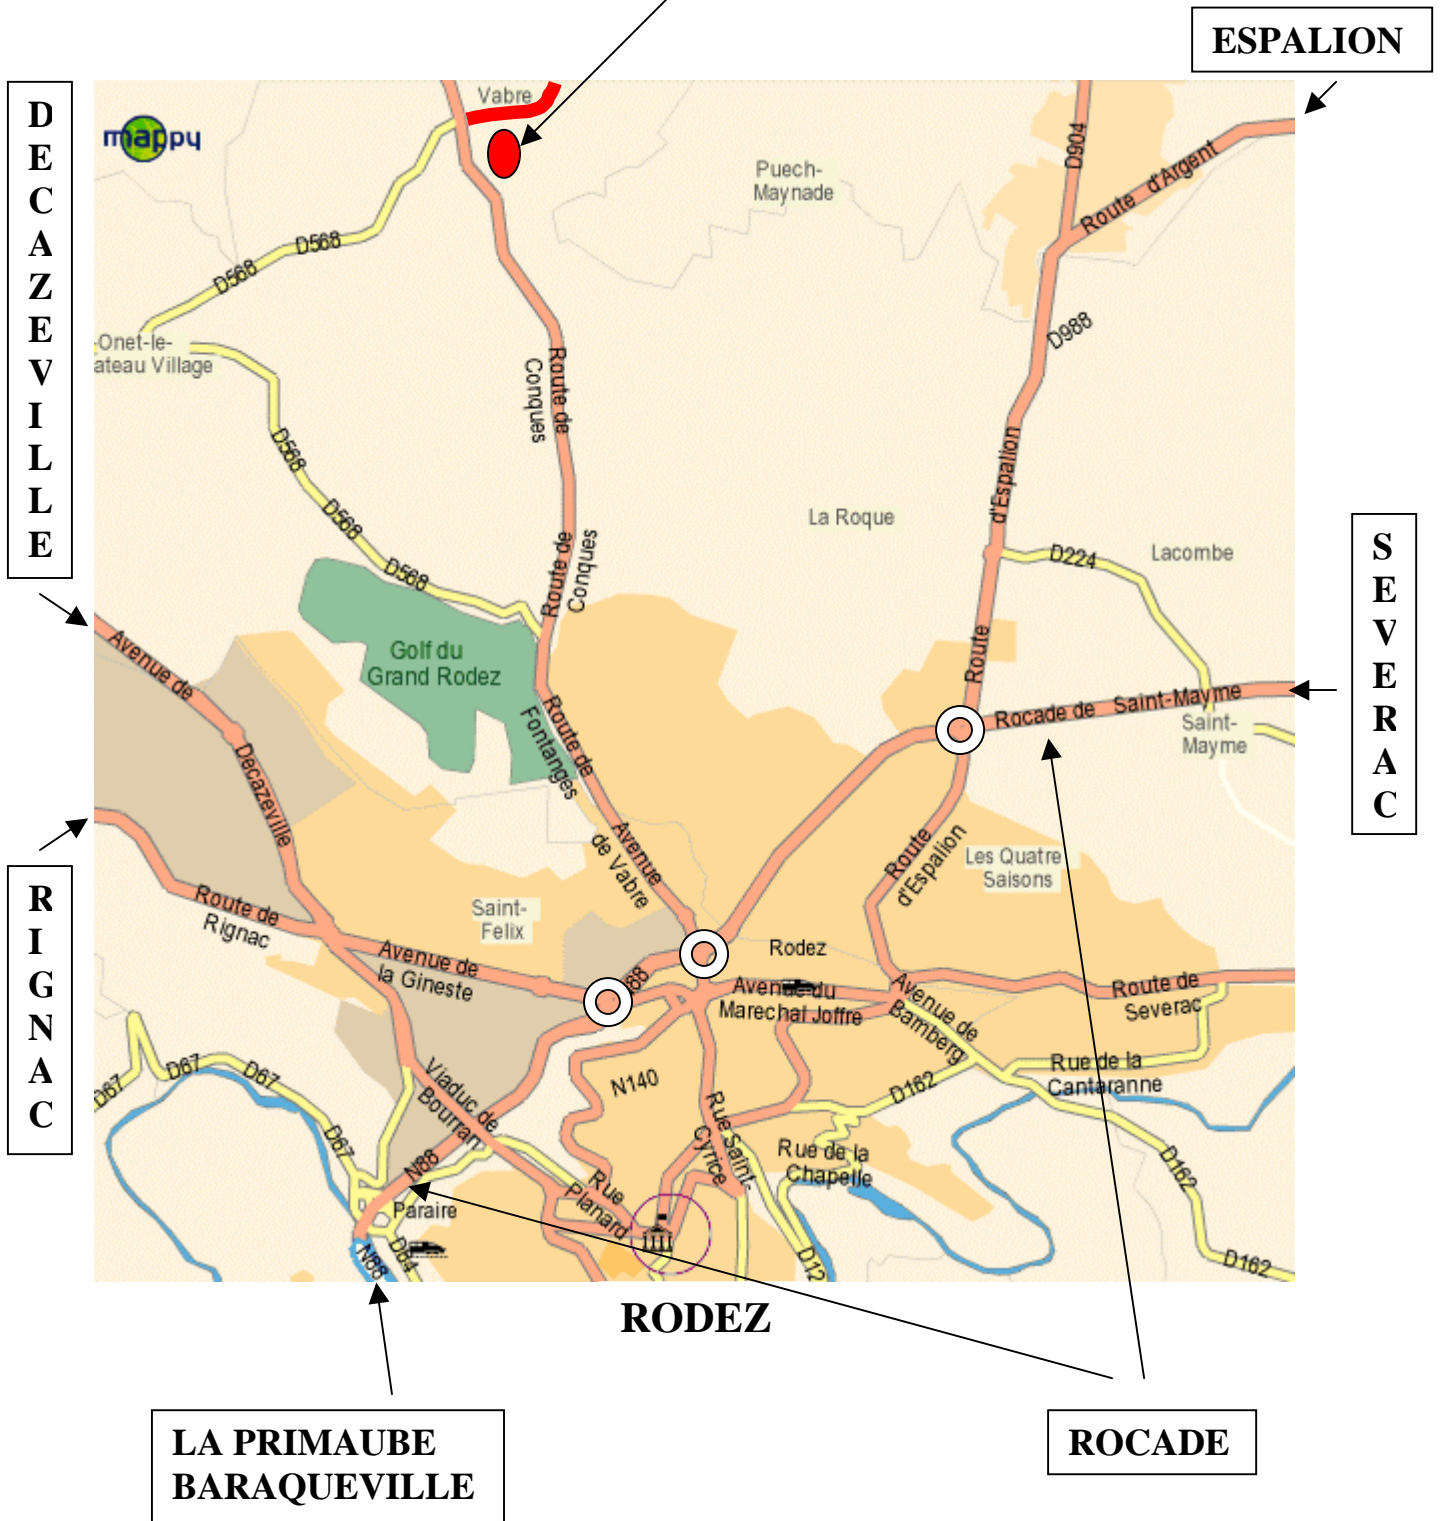 ESPALION
DECAZEVILLE
mappy
Vabre
D904
Route d'Argent
Puech-
Maynade
D568
D568
D988
-Onet-le-
ateau Village
Route de
Conques
D568
d'Espalion
D568
La Roque
Route de
Conques
D568
D224
Lacombe
SEVERAC
Avenue de
Golf du
Grand Rodez
Route
Rocade de Saint-Mayme
Saint-
Mayme
Route de
Fontanges
Decazeville
Avenue
de Vabre
Route
d'Espalion
Les Quatre
Saisons
RIGNAC
Route de
Rignac
Saint-
Felix
Avenue de
la Gineste
88
Rodez
Avenue du
Marechal Joffre
Avenue de
Bamberg
Route de
Severac
Rue de la
Cantaranne
D67
D67
D67
D67
Viaduc de
Bourran
N140
D162
Rue Saint-
Cyrice
Rue de la
Chapelle
D162
N88
Rue
Planard
Paraire
N88
D84
D12
D162
RODEZ
LA PRIMAUBE
BARAQUEVILLE
ROCADE